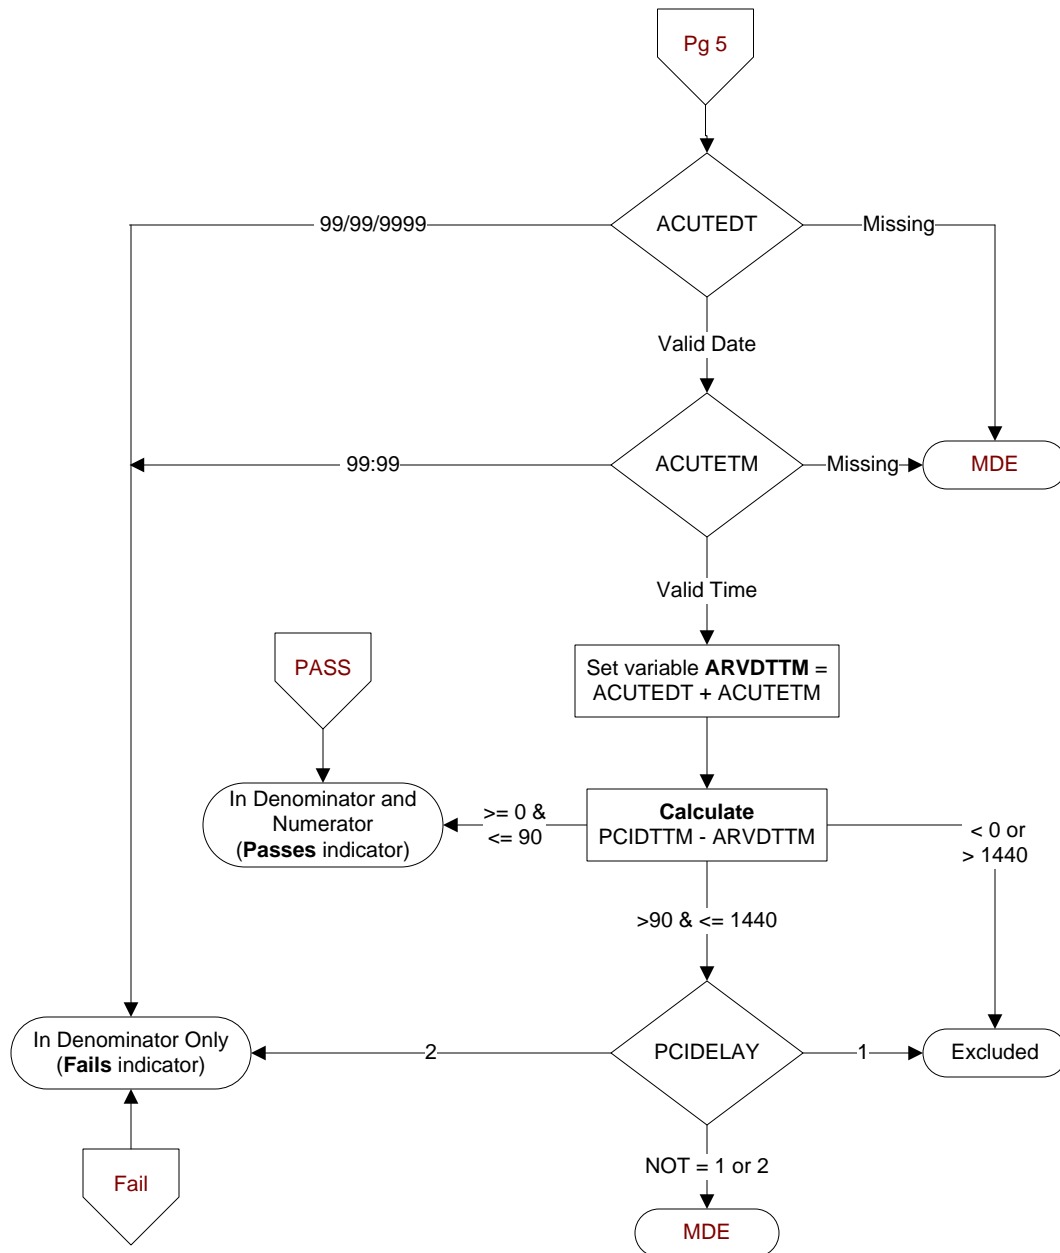 Pg 5
99/99/9999
ACUTEDT
Missing
Valid Date
99:99
ACUTETM
Missing
MDE
Valid Time
PASS
Set variable ARVDTTM =
ACUTEDT + ACUTETM
In Denominator and
Numerator
(Passes indicator)
>= 0 &
<= 90
Calculate
PCIDTTM - ARVDTTM
< 0 or
> 1440
>90 & <= 1440
In Denominator Only
(Fails indicator)
2
PCIDELAY
1
Excluded
Fail
NOT = 1 or 2
MDE